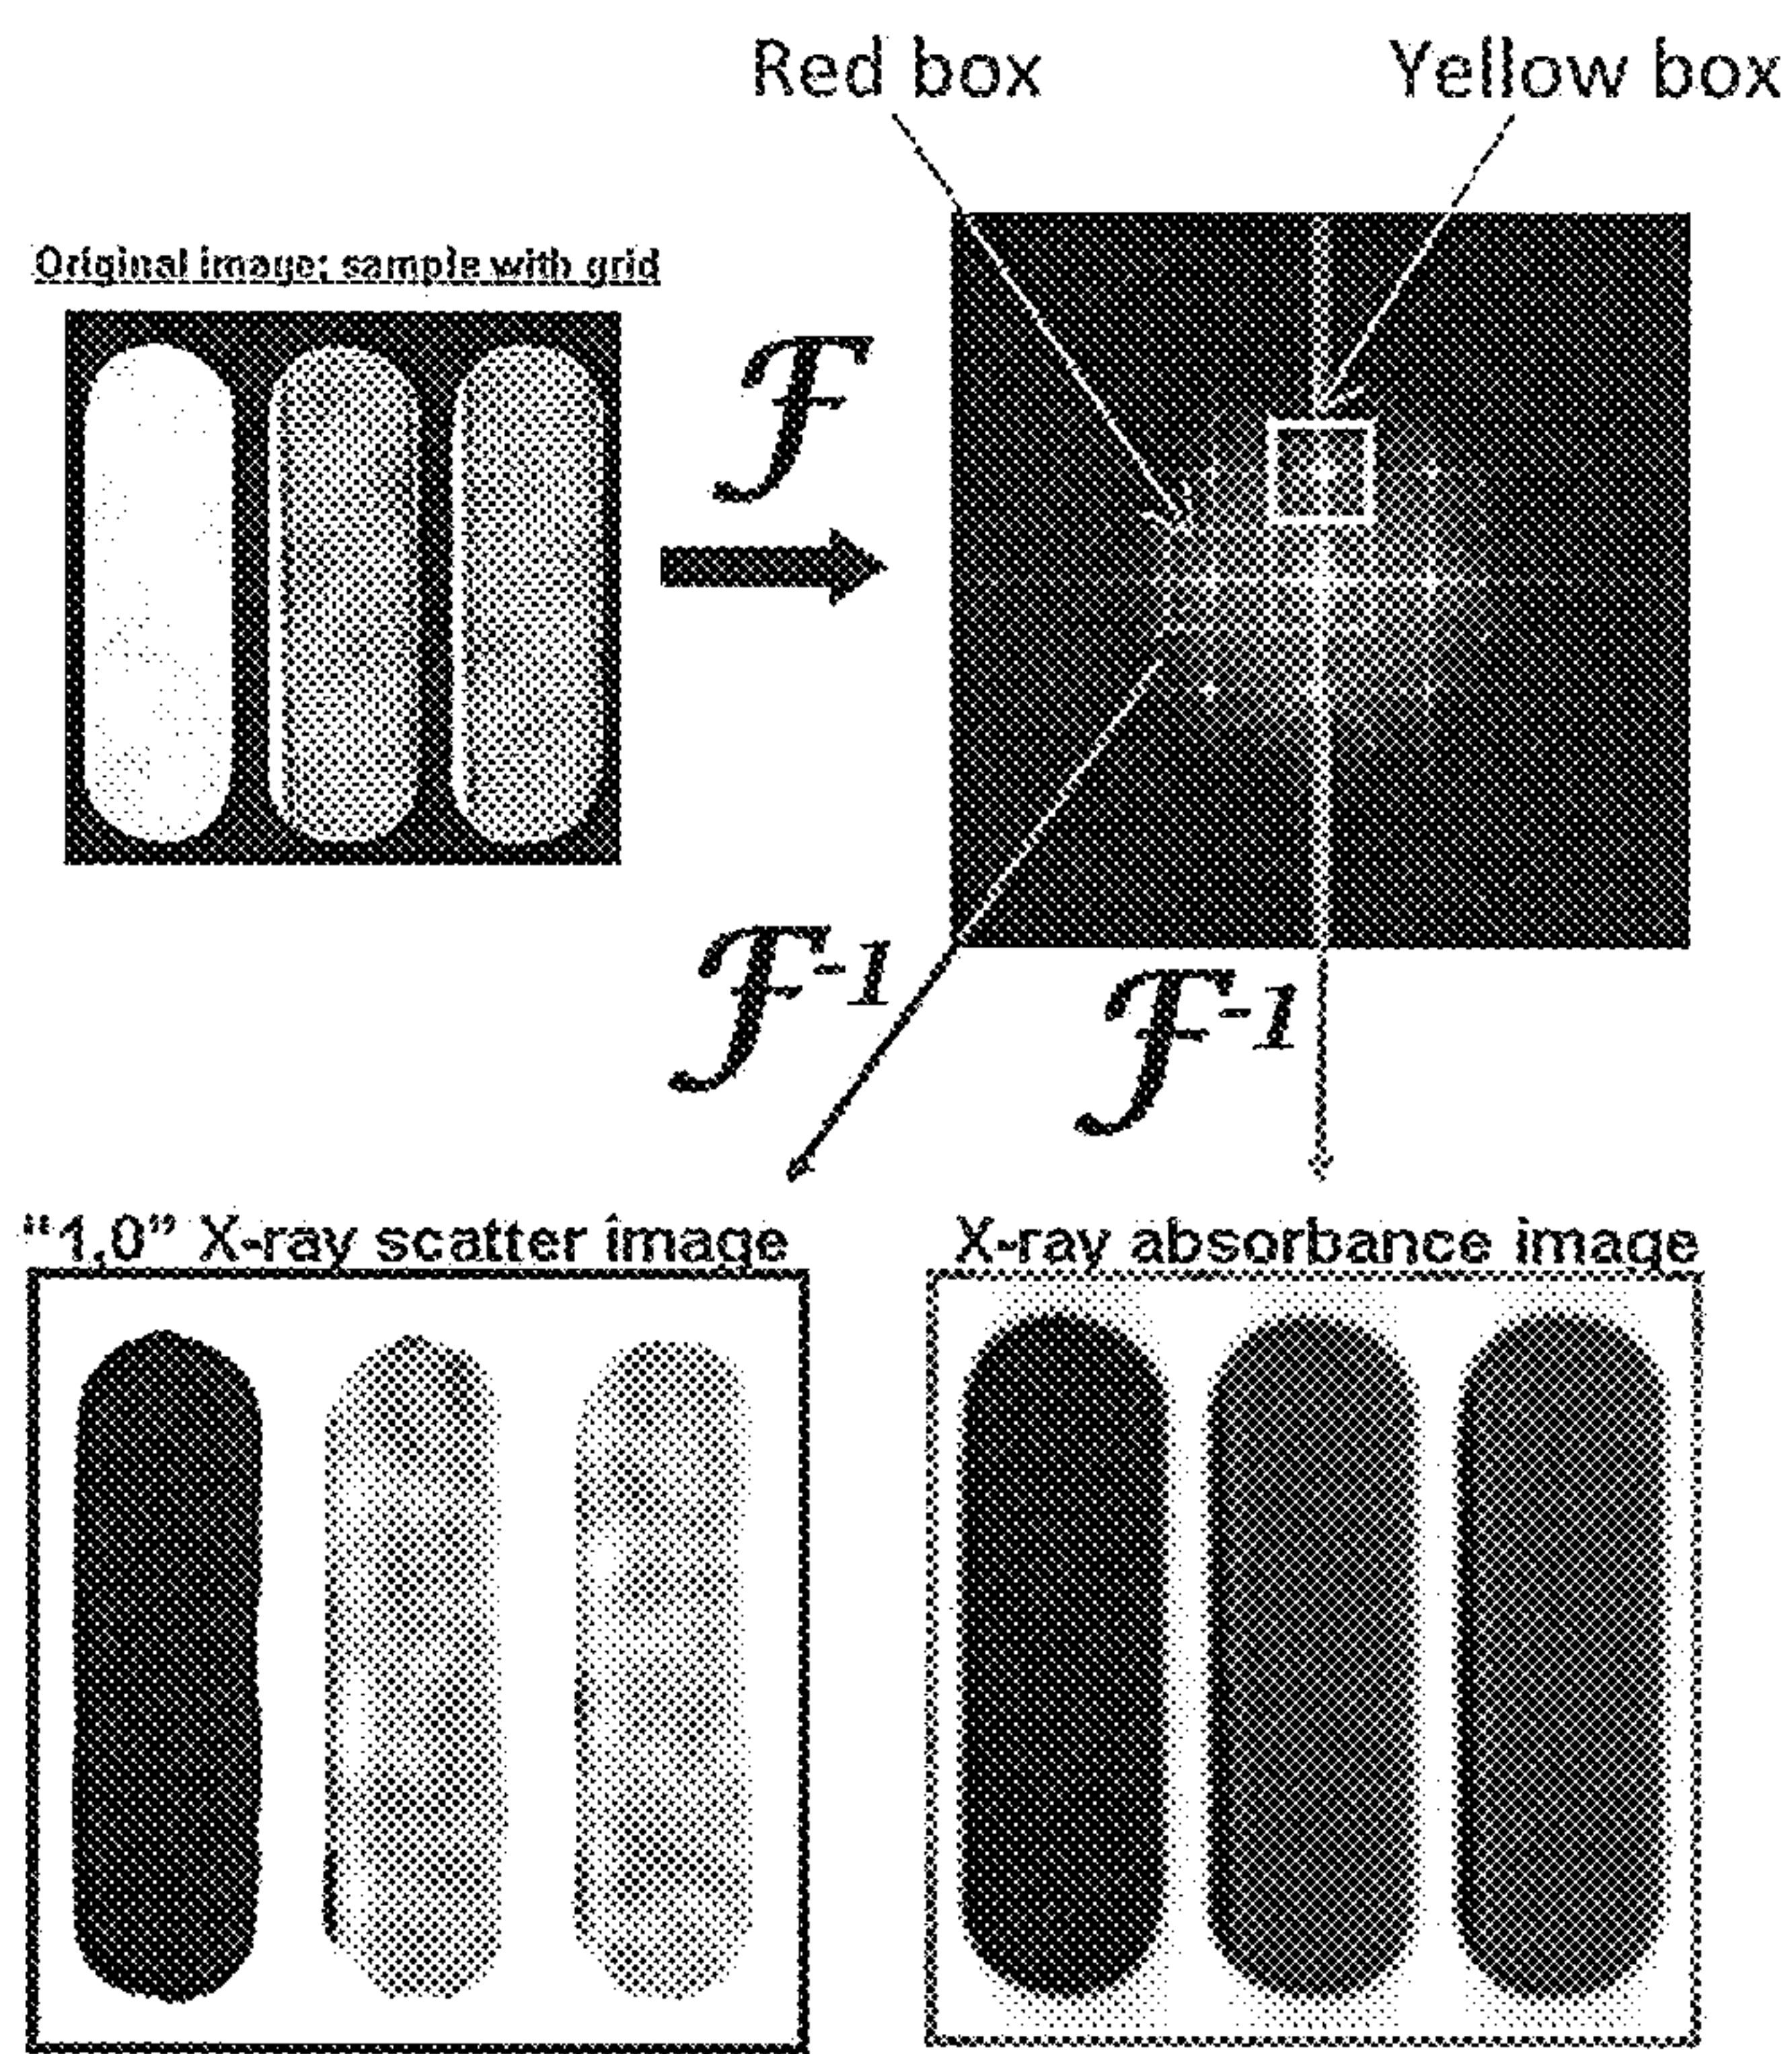 Red box
Yellow box
Original image: sample with grid
ℱ
ℱ-1
ℱ-1
“1,0” X-ray scatter image
X-ray absorbance image